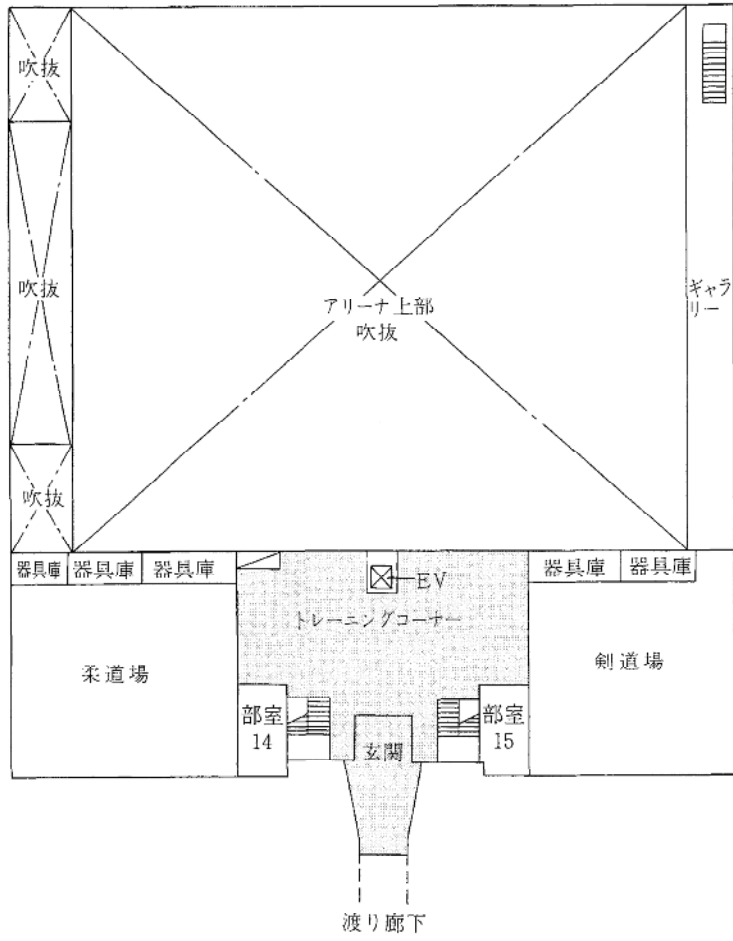 吹抜
吹抜
アリーナ上部
吹抜
ギャラ
リー
吹抜
器具庫
器具庫
器具庫
EV
器具庫
器具庫
トレーニングコーナー
柔道場
剣道場
部室
14
玄関
部室
15
渡り廊下